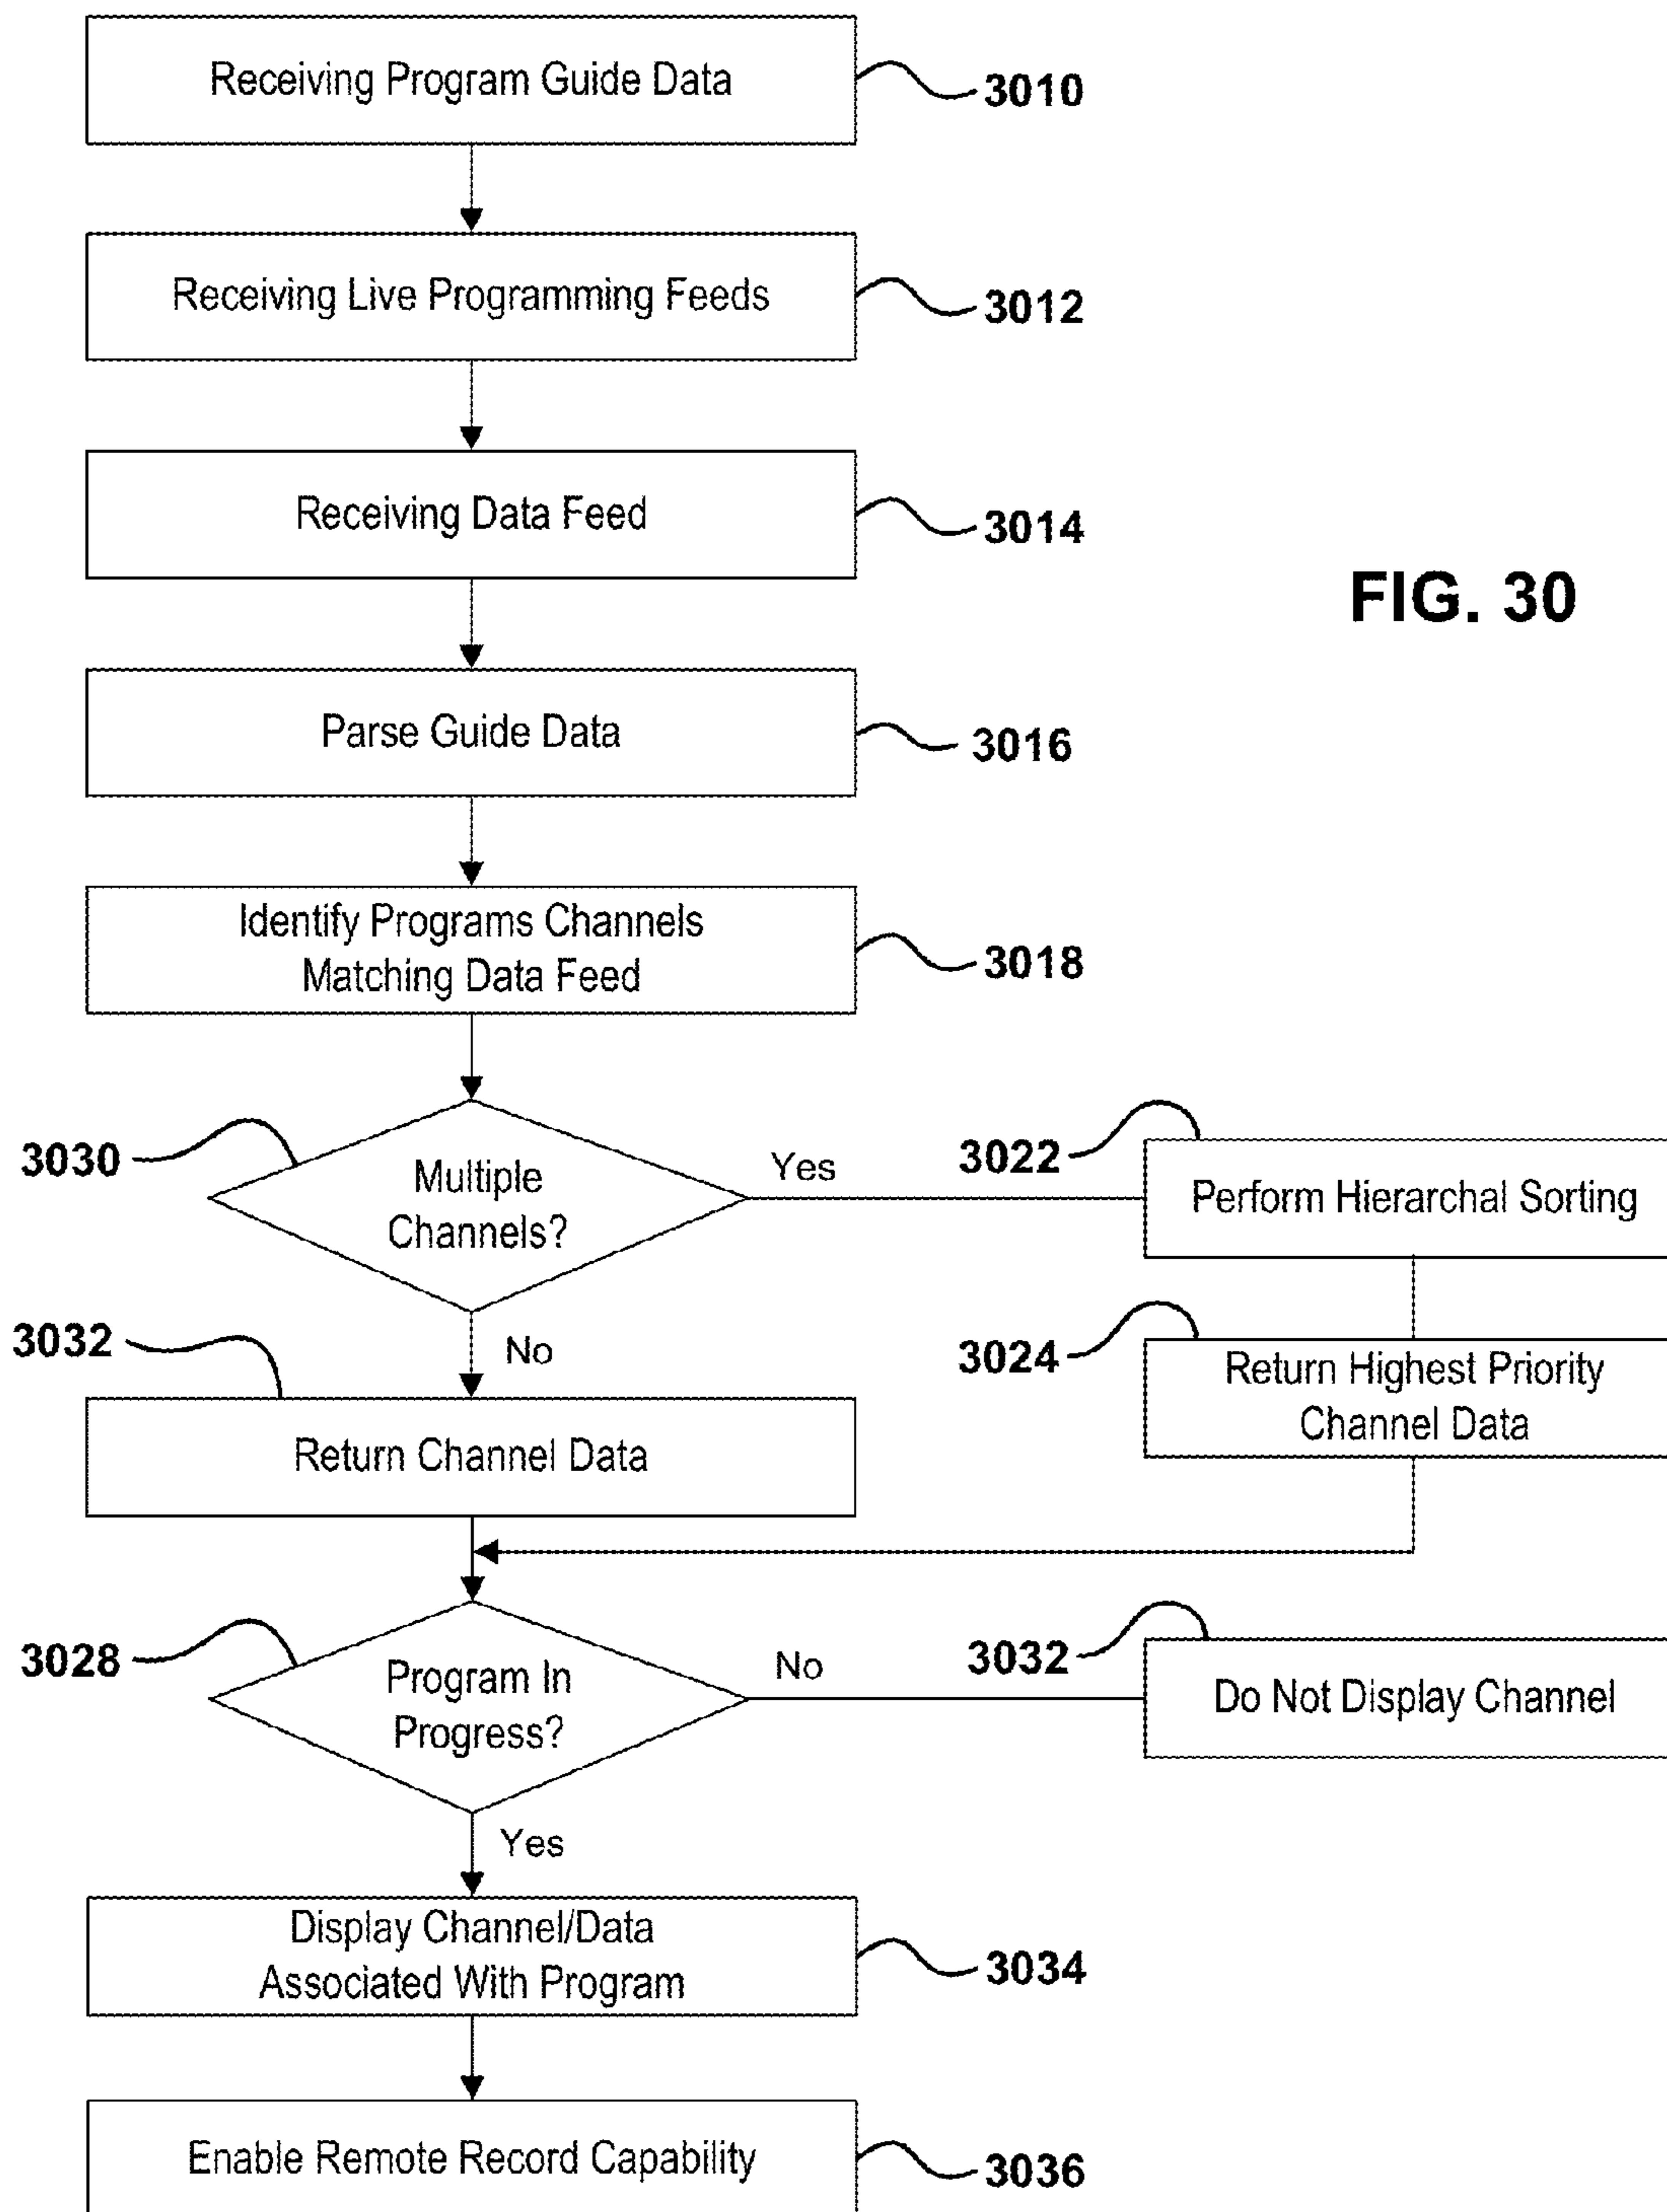 Receiving Program Guide Data
3010
Receiving Live Programming Feeds
3012
Receiving Data Feed
3014
FIG. 30
Parse Guide Data
3016
Identify Programs Channels
Matching Data Feed
3018
3030
Multiple
Channels?
Yes
3022
Perform Hierarchal Sorting
3032
No
3024
Return Highest Priority
Channel Data
Return Channel Data
3028
Program In
Progress?
No
3032
Do Not Display Channel
Yes
Display Channel/Data
Associated With Program
3034
Enable Remote Record Capability
3036